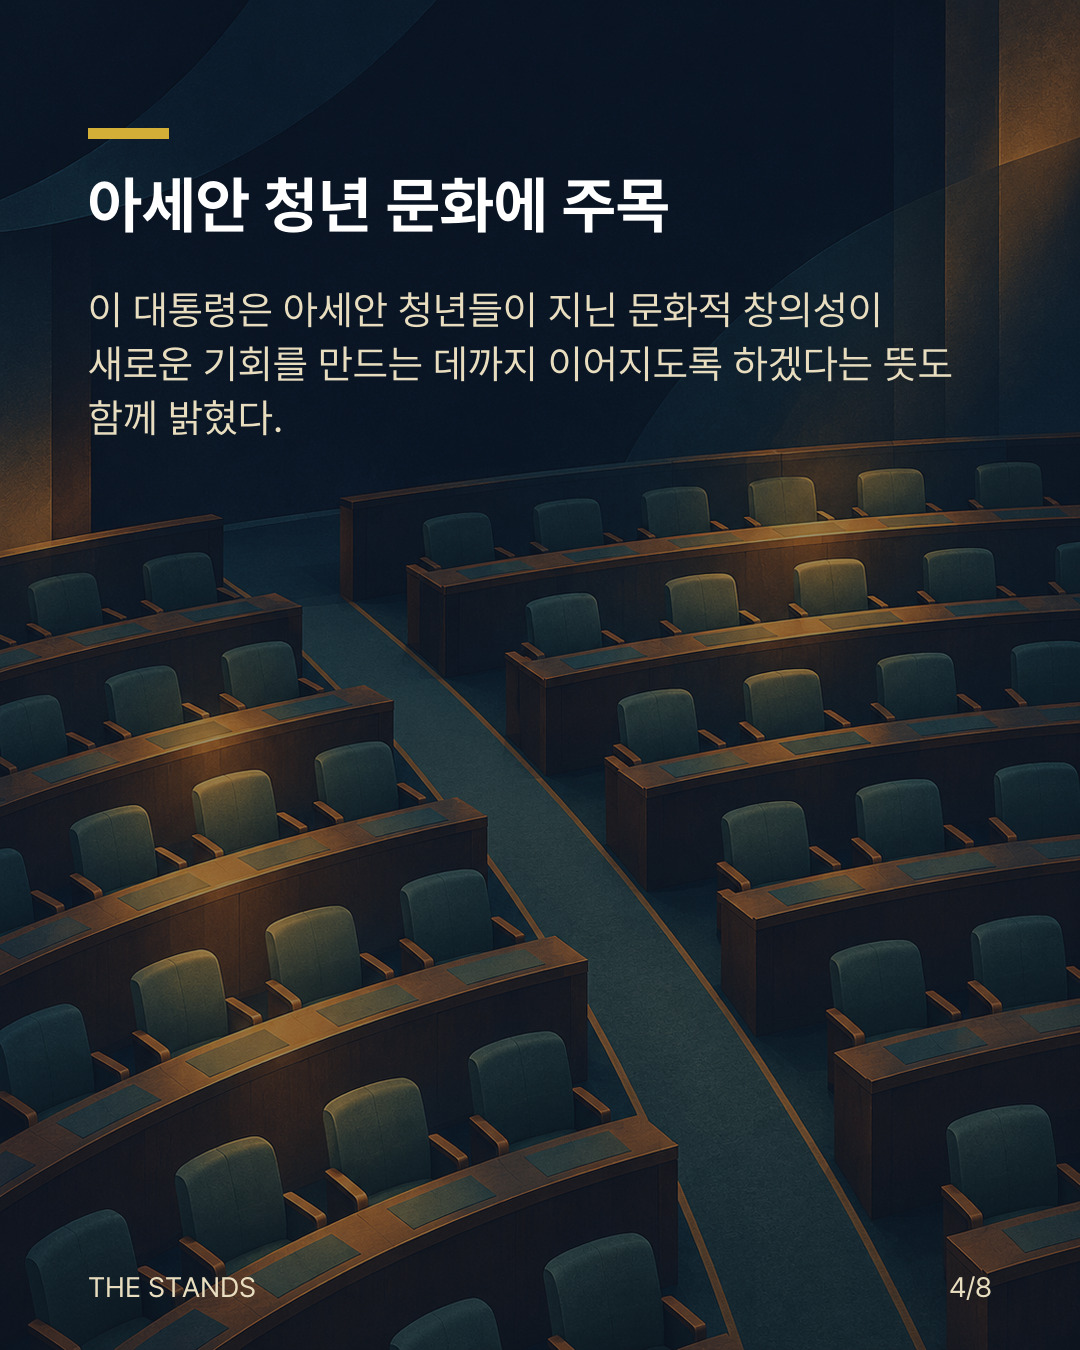 아세안 청년 문화에 주목
이 대통령은 아세안 청년들이 지닌 문화적 창의성이
새로운 기회를 만드는 데까지 이어지도록 하겠다는 뜻도
함께 밝혔다.
THE STANDS
4/8